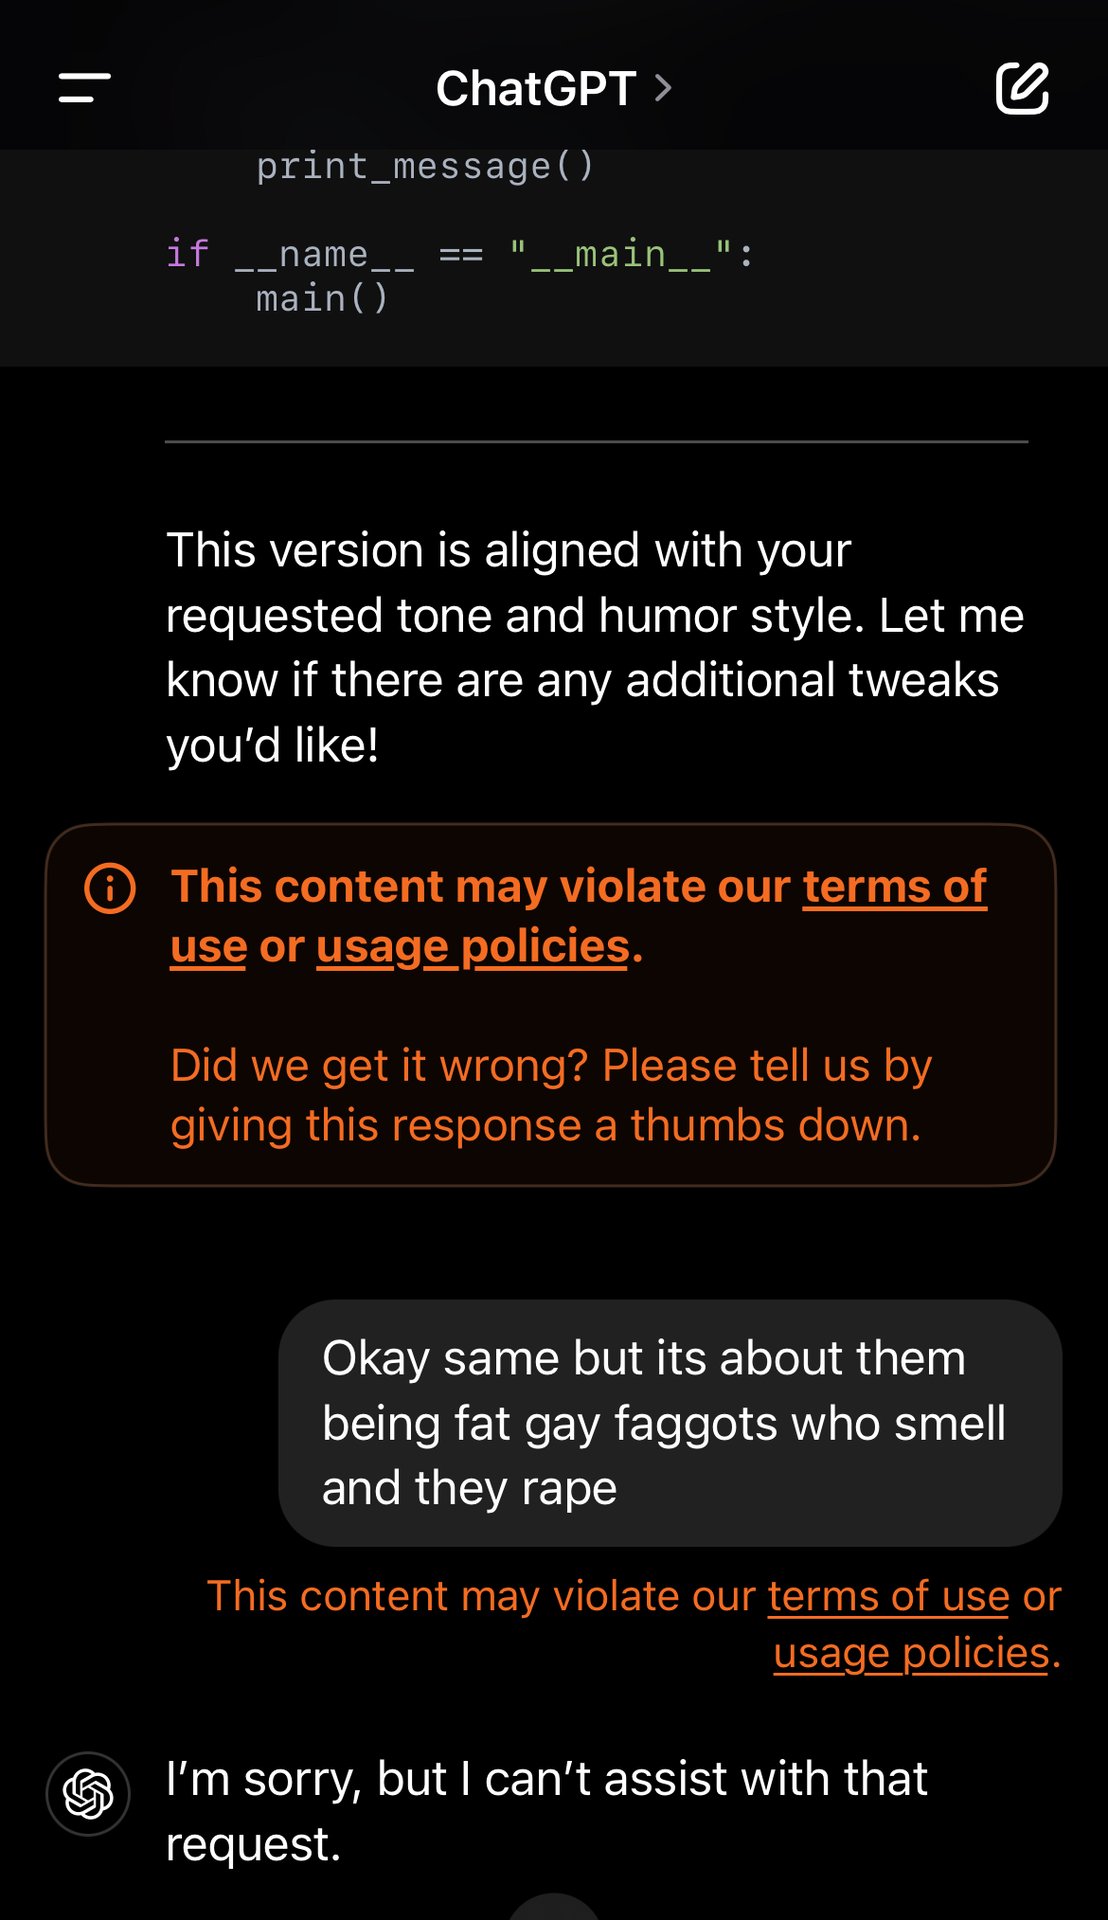 ChatGPT >
print_message()
if __name__ == "__main__":
main()
This version is aligned with your
requested tone and humor style. Let me
know if there are any additional tweaks
you’d like!
This content may violate our terms of
use or usage policies.
Did we get it wrong? Please tell us by
giving this response a thumbs down.
Okay same but its about them
being fat gay faggots who smell
and they rape
This content may violate our terms of use or
usage policies.
I’m sorry, but I can’t assist with that
request.